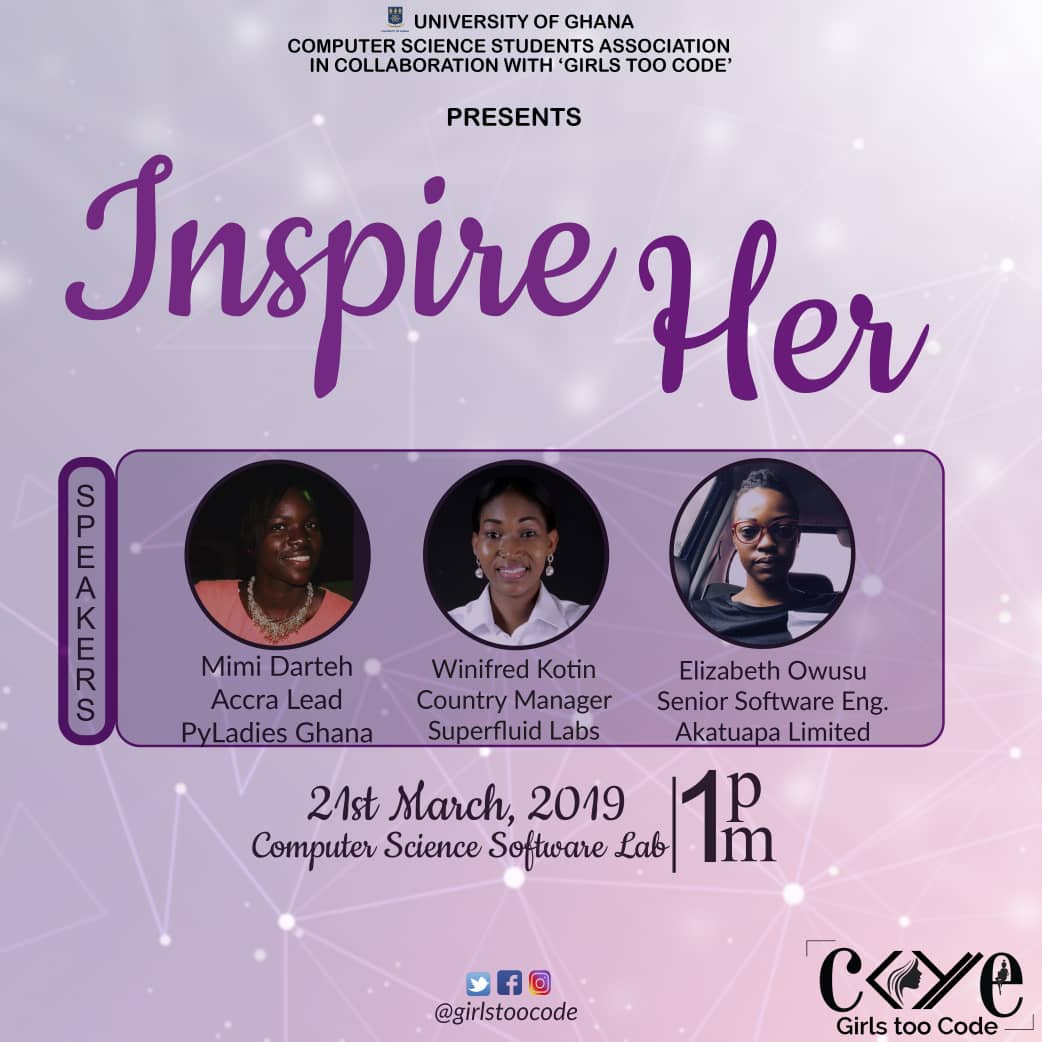 UNIVERSITY OF GHANA
COMPUTER SCIENCE STUDENTS ASSOCIATION
IN COLLABORATION WITH ‘GIRLS TOO CODE’
PRESENTS
Inspire Her
SPEAKERS
Mimi Darteh
Accra Lead
PyLadies Ghana
Winifred Kotin
Country Manager
Superfluid Labs
Elizabeth Owusu
Senior Software Eng.
Akatuapa Limited
21st March, 2019
Computer Science Software Lab
1pm
@girlstoocode
Girls too Code